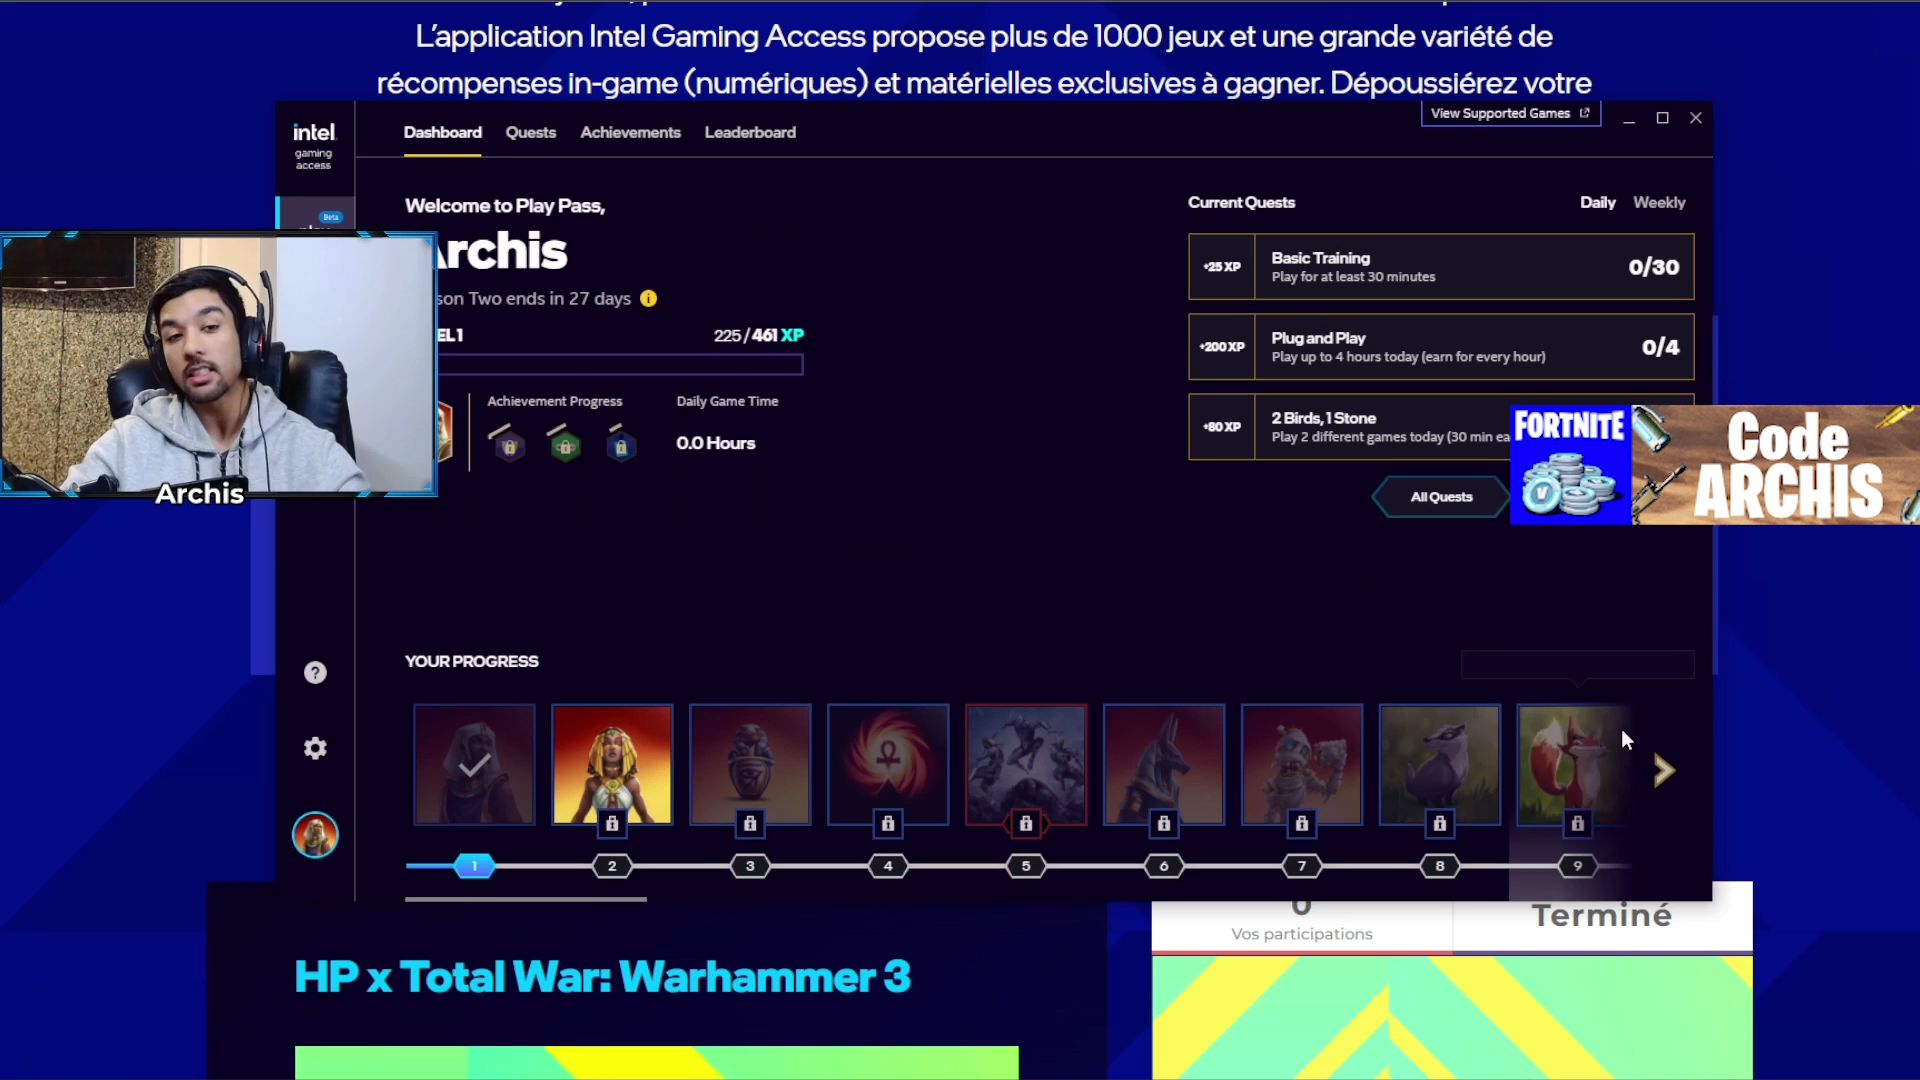 L'application Intel Gaming Access propose plus de 1000 jeux et une grande variété de
récompenses in-game (numériques) et matérielles exclusives à gagner. Dépoussiérez votre
intel.
gaming
access
Dashboard
Quests
Achievements
Leaderboard
View Supported Games
Beta
Welcome to Play Pass,
Archis
son Two ends in 27 days
EL 1
225 / 461 XP
Achievement Progress
Daily Game Time
0.0 Hours
Current Quests
Daily
Weekly
+25 XP
Basic Training
Play for at least 30 minutes
0/30
+200 XP
Plug and Play
Play up to 4 hours today (earn for every hour)
0/4
+80 XP
2 Birds, 1 Stone
Play 2 different games today (30 min ea
All Quests
FORTNITE
Code
ARCHIS
Archis
YOUR PROGRESS
1
2
3
4
5
6
7
8
9
HP x Total War: Warhammer 3
0
Vos participations
Terminé